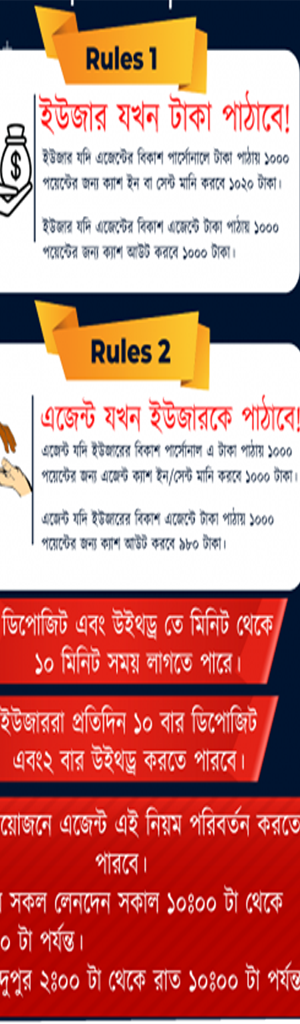 Rules 1
ইউজার যখন টাকা পাঠাবে!
ইউজার যদি এজেন্টের বিকাশ পার্সোনালে টাকা পাঠায় ১০০০
পয়েন্টের জন্য ক্যাশ ইন বা সেন্ট মানি করবে ১০২০ টাকা।
ইউজার যদি এজেন্টের বিকাশ এজেন্টে টাকা পাঠায় ১০০০
পয়েন্টের জন্য ক্যাশ আউট করবে ১০০০ টাকা।
Rules 2
এজেন্ট যখন ইউজারকে পাঠাবে!
এজেন্ট যদি ইউজারের বিকাশ পার্সোনাল এ টাকা পাঠায় ১০০০
পয়েন্টের জন্য এজেন্ট ক্যাশ ইন/সেন্ট মানি করবে ১০০০ টাকা।
এজেন্ট যদি ইউজারের বিকাশ এজেন্টে টাকা পাঠায় ১০০০
পয়েন্টের জন্য ক্যাশ আউট করবে ৯৮০ টাকা।
ডিপোজিট এবং উইথড্র তে মিনিট থেকে
১০ মিনিট সময় লাগতে পারে।
ইউজাররা প্রতিদিন ১০ বার ডিপোজিট
এবং২ বার উইথড্র করতে পারবে।
য়োজনে এজেন্ট এই নিয়ম পরিবর্তন করতে
পারবে।
সকল লেনদেন সকাল ১০ঃ০০ টা থেকে
০ টা পর্যন্ত।
দুপুর ২ঃ০০ টা থেকে রাত ১০ঃ০০ টা পর্যন্ত